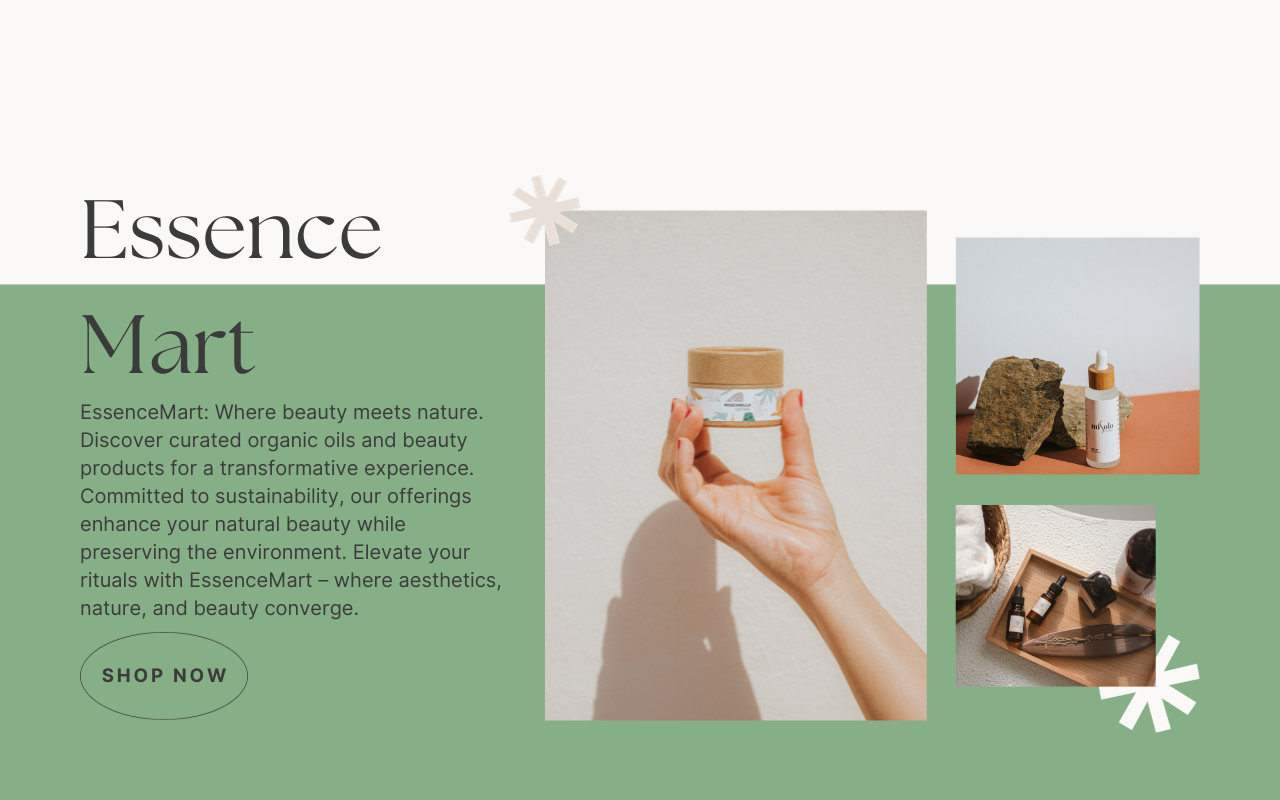 Essence
Mart
EssenceMart: Where beauty meets nature.
Discover curated organic oils and beauty
products for a transformative experience.
Committed to sustainability, our offerings
enhance your natural beauty while
preserving the environment. Elevate your
rituals with EssenceMart – where aesthetics,
nature, and beauty converge.
SHOP NOW